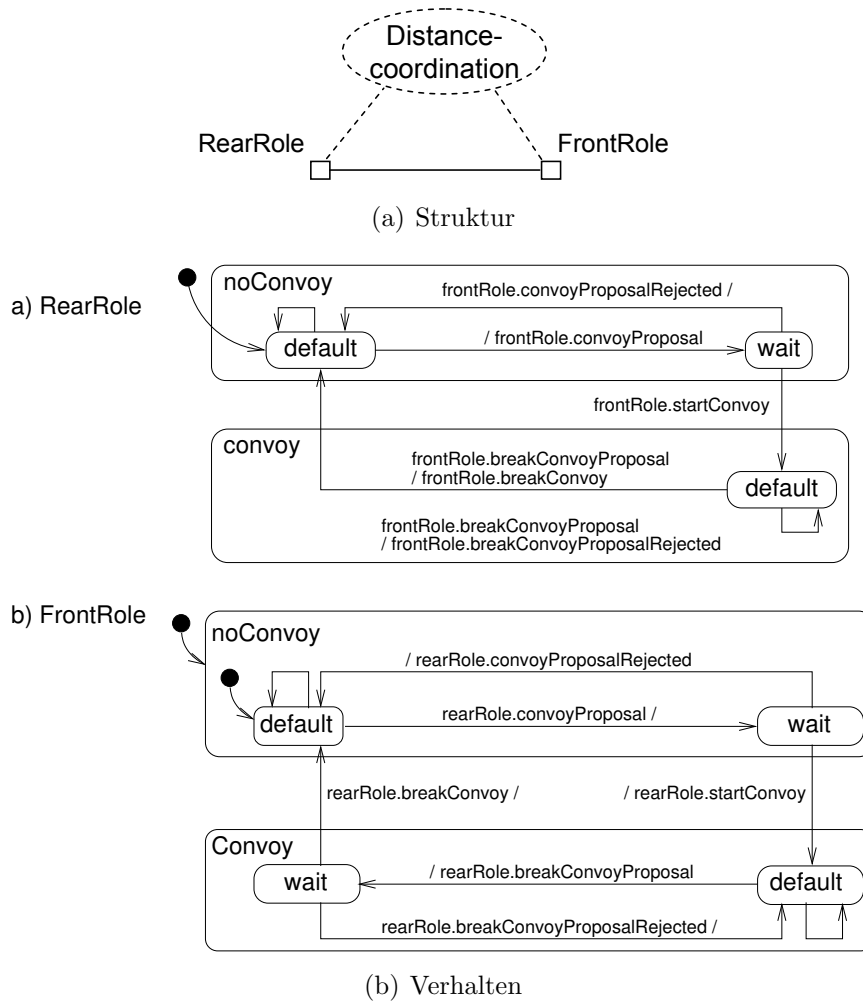 Distance-
coordination
RearRole
FrontRole
(a) Struktur
a) RearRole
noConvoy
frontRole.convoyProposalRejected /
default
/ frontRole.convoyProposal
wait
frontRole.startConvoy
convoy
frontRole.breakConvoyProposal
/ frontRole.breakConvoy
default
frontRole.breakConvoyProposal
/ frontRole.breakConvoyProposalRejected
b) FrontRole
noConvoy
/ rearRole.convoyProposalRejected
default
rearRole.convoyProposal /
wait
rearRole.breakConvoy /
/ rearRole.startConvoy
Convoy
wait
/ rearRole.breakConvoyProposal
default
rearRole.breakConvoyProposalRejected /
(b) Verhalten